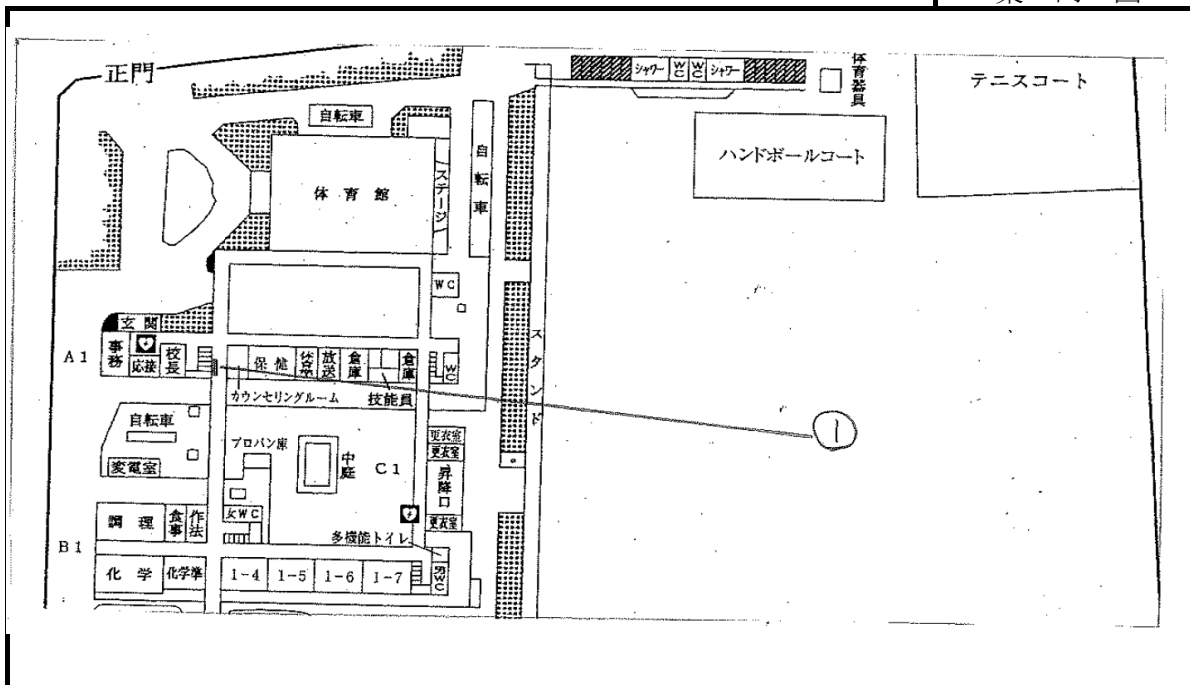 案内図
正門
シャワー
WC
WC
シャワー
体育器具
テニスコート
自転車
ハンドボールコート
自転車
体育館
ステージ
WC
玄関
スタンド
A1
事務
応接
校長
保健
体育
放送
倉庫
倉庫
WC
カウンセリングルーム
技能員
①
自転車
プロパン庫
中庭
C1
更衣室
更衣室
昇降口
変電室
調理
食事
作法
女WC
更衣室
多機能トイレ
B1
化学
化学準
1-4
1-5
1-6
1-7
男WC